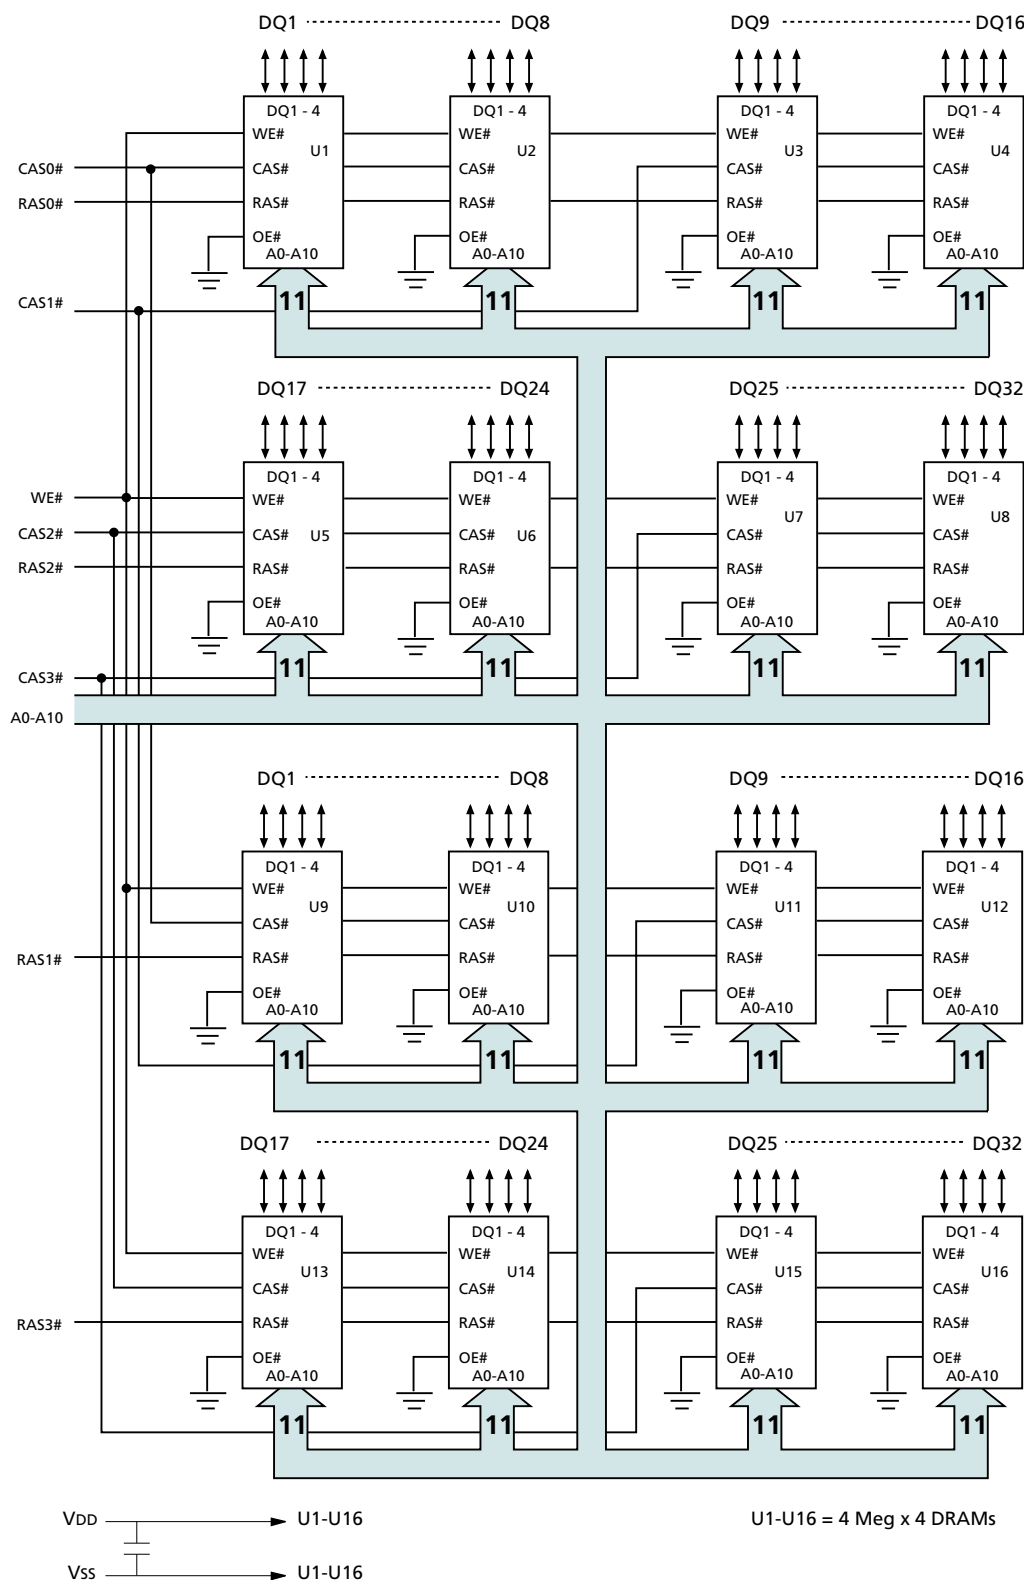 DQ1 DQ8 DQ9 DQ16
DQ1 - 4 DQ1 - 4 DQ1 - 4 DQ1 - 4
WE# WE# WE# WE#
U1 U2 U3 U4
CAS0# CAS# CAS# CAS# CAS#
RAS0# RAS# RAS# RAS# RAS#
OE# OE# OE# OE#
A0-A10 A0-A10 A0-A10 A0-A10
CAS1# 11 11 11 11
DQ17 DQ24 DQ25 DQ32
DQ1 - 4 DQ1 - 4 DQ1 - 4 DQ1 - 4
WE# WE# WE# WE# WE#
U7 U8
CAS2# CAS# U5 CAS# U6 CAS# CAS#
RAS2# RAS# RAS# RAS# RAS#
OE# OE# OE# OE#
A0-A10 A0-A10 A0-A10 A0-A10
CAS3# 11 11 11 11
A0-A10
DQ1 DQ8 DQ9 DQ16
DQ1 - 4 DQ1 - 4 DQ1 - 4 DQ1 - 4
WE# WE# WE# WE#
U9 U10 U11 U12
CAS# CAS# CAS# CAS#
RAS1# RAS# RAS# RAS# RAS#
OE# OE# OE# OE#
A0-A10 A0-A10 A0-A10 A0-A10
11 11 11 11
DQ17 DQ24 DQ25 DQ32
DQ1 - 4 DQ1 - 4 DQ1 - 4 DQ1 - 4
WE# WE# WE# WE#
U13 U14 U15 U16
CAS# CAS# CAS# CAS#
RAS3# RAS# RAS# RAS# RAS#
OE# OE# OE# OE#
A0-A10 A0-A10 A0-A10 A0-A10
11 11 11 11
VDD U1-U16 U1-U16 = 4 Meg x 4 DRAMs
Vss U1-U16